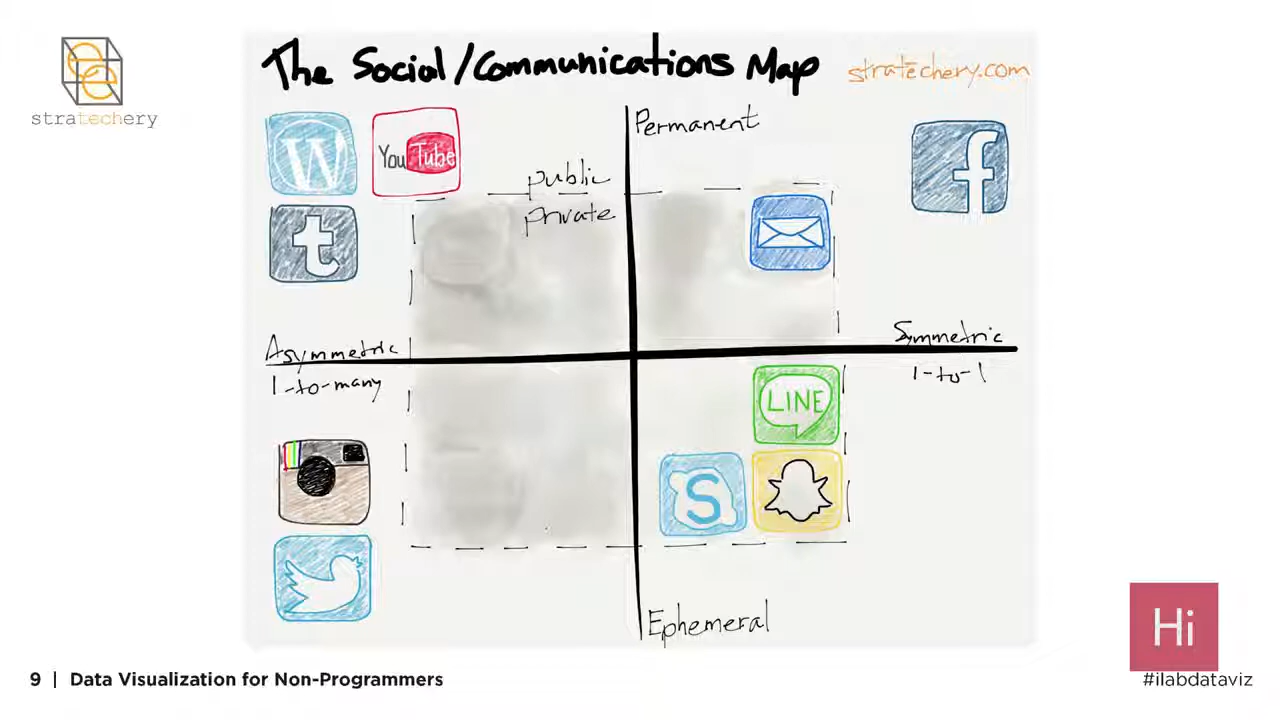 stratechery
The Social/Communications Map
stratechery.com
Permanent
W
You Tube
f
public
private
t
Asymmetric
1-to-many
Symmetric
1-to-1
LINE
S
Ephemeral
Hi
9 | Data Visualization for Non-Programmers
#ilabdataviz